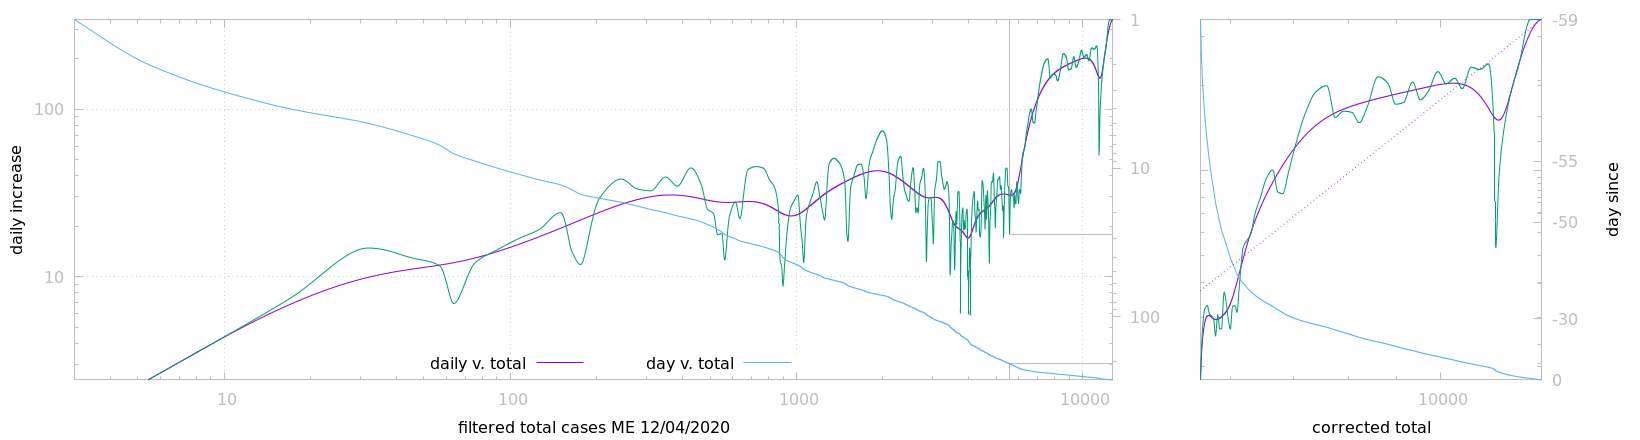 daily increase
100
10
10
100
1000
10000
filtered total cases ME 12/04/2020
daily v. total
day v. total
1
10
100
10000
corrected total
-59
-55
-50
-30
0
day since